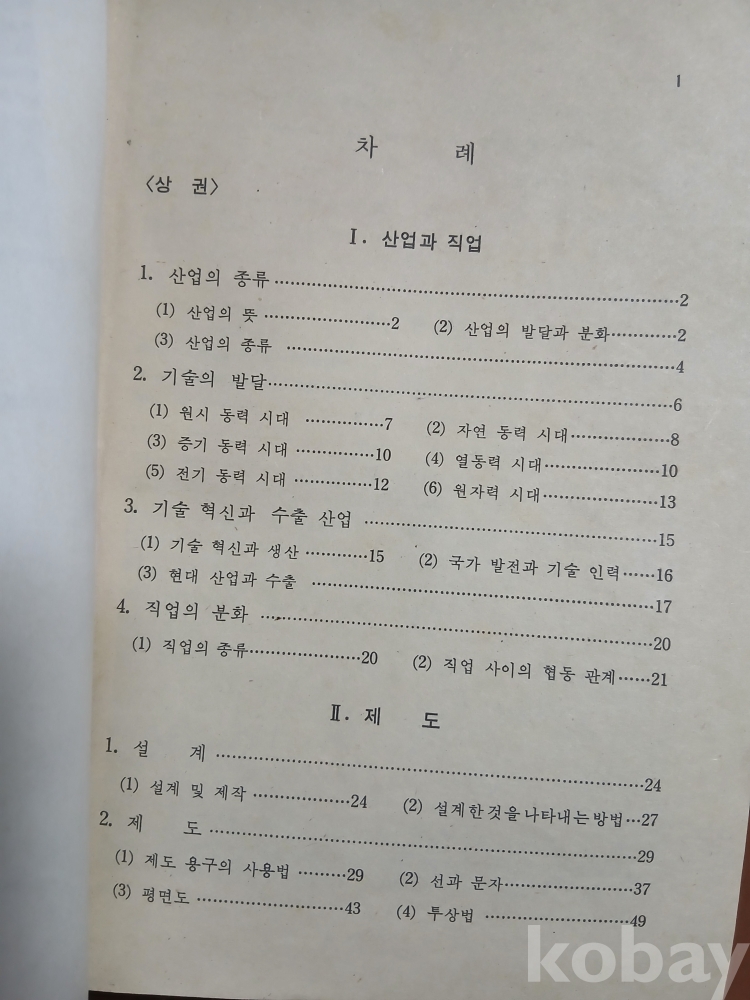 1
차 례
〈상 권〉
Ⅰ. 산업과 직업
1. 산업의 종류 ……………………………………………2
(1) 산업의 뜻 ……………2 (2) 산업의 발달과 분화…………2
(3) 산업의 종류 ……………………………………………4
2. 기술의 발달……………………………………………6
(1) 원시 동력 시대 …………7 (2) 자연 동력 시대…………8
(3) 증기 동력 시대 …………10 (4) 열동력 시대……………10
(5) 전기 동력 시대 …………12 (6) 원자력 시대……………13
3. 기술 혁신과 수출 산업 ……………………………………15
(1) 기술 혁신과 생산 …………15 (2) 국가 발전과 기술 인력……16
(3) 현대 산업과 수출 ……………………………………17
4. 직업의 분화 ……………………………………………20
(1) 직업의 종류……………20 (2) 직업 사이의 협동 관계……21
Ⅱ. 제 도
1. 설 계 ……………………………………………24
(1) 설계 및 제작 ……………24 (2) 설계한 것을 나타내는 방법…27
2. 제 도 ……………………………………………29
(1) 제도 용구의 사용법 ………29 (2) 선과 문자……………37
(3) 평면도 …………………43 (4) 투상법 ………………49
kobay